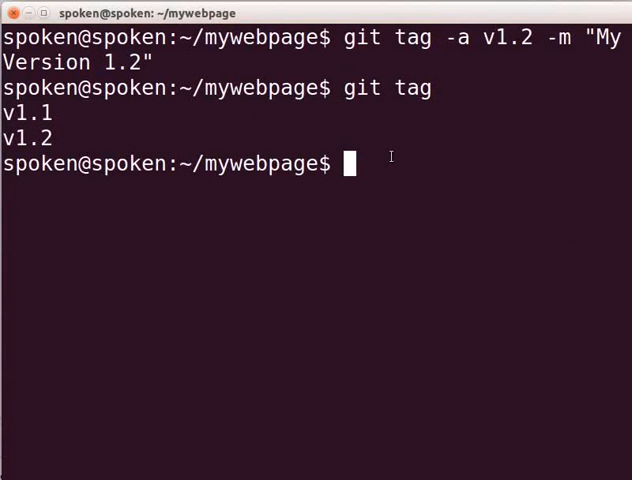 spoken@spoken: ~/mywebpage
spoken@spoken:~/mywebpage$ git tag -a v1.2 -m "My
Version 1.2"
spoken@spoken:~/mywebpage$ git tag
v1.1
v1.2
spoken@spoken:~/mywebpage$